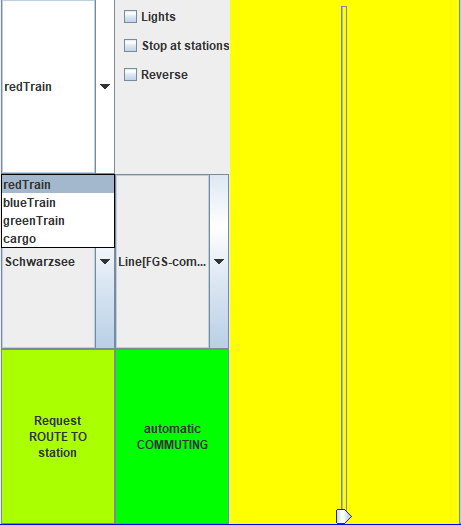 redTrain
Lights
Stop at stations
Reverse
redTrain
blueTrain
greenTrain
cargo
Schwarzsee
Line[FGS-com...
Request
ROUTE TO
station
automatic
COMMUTING